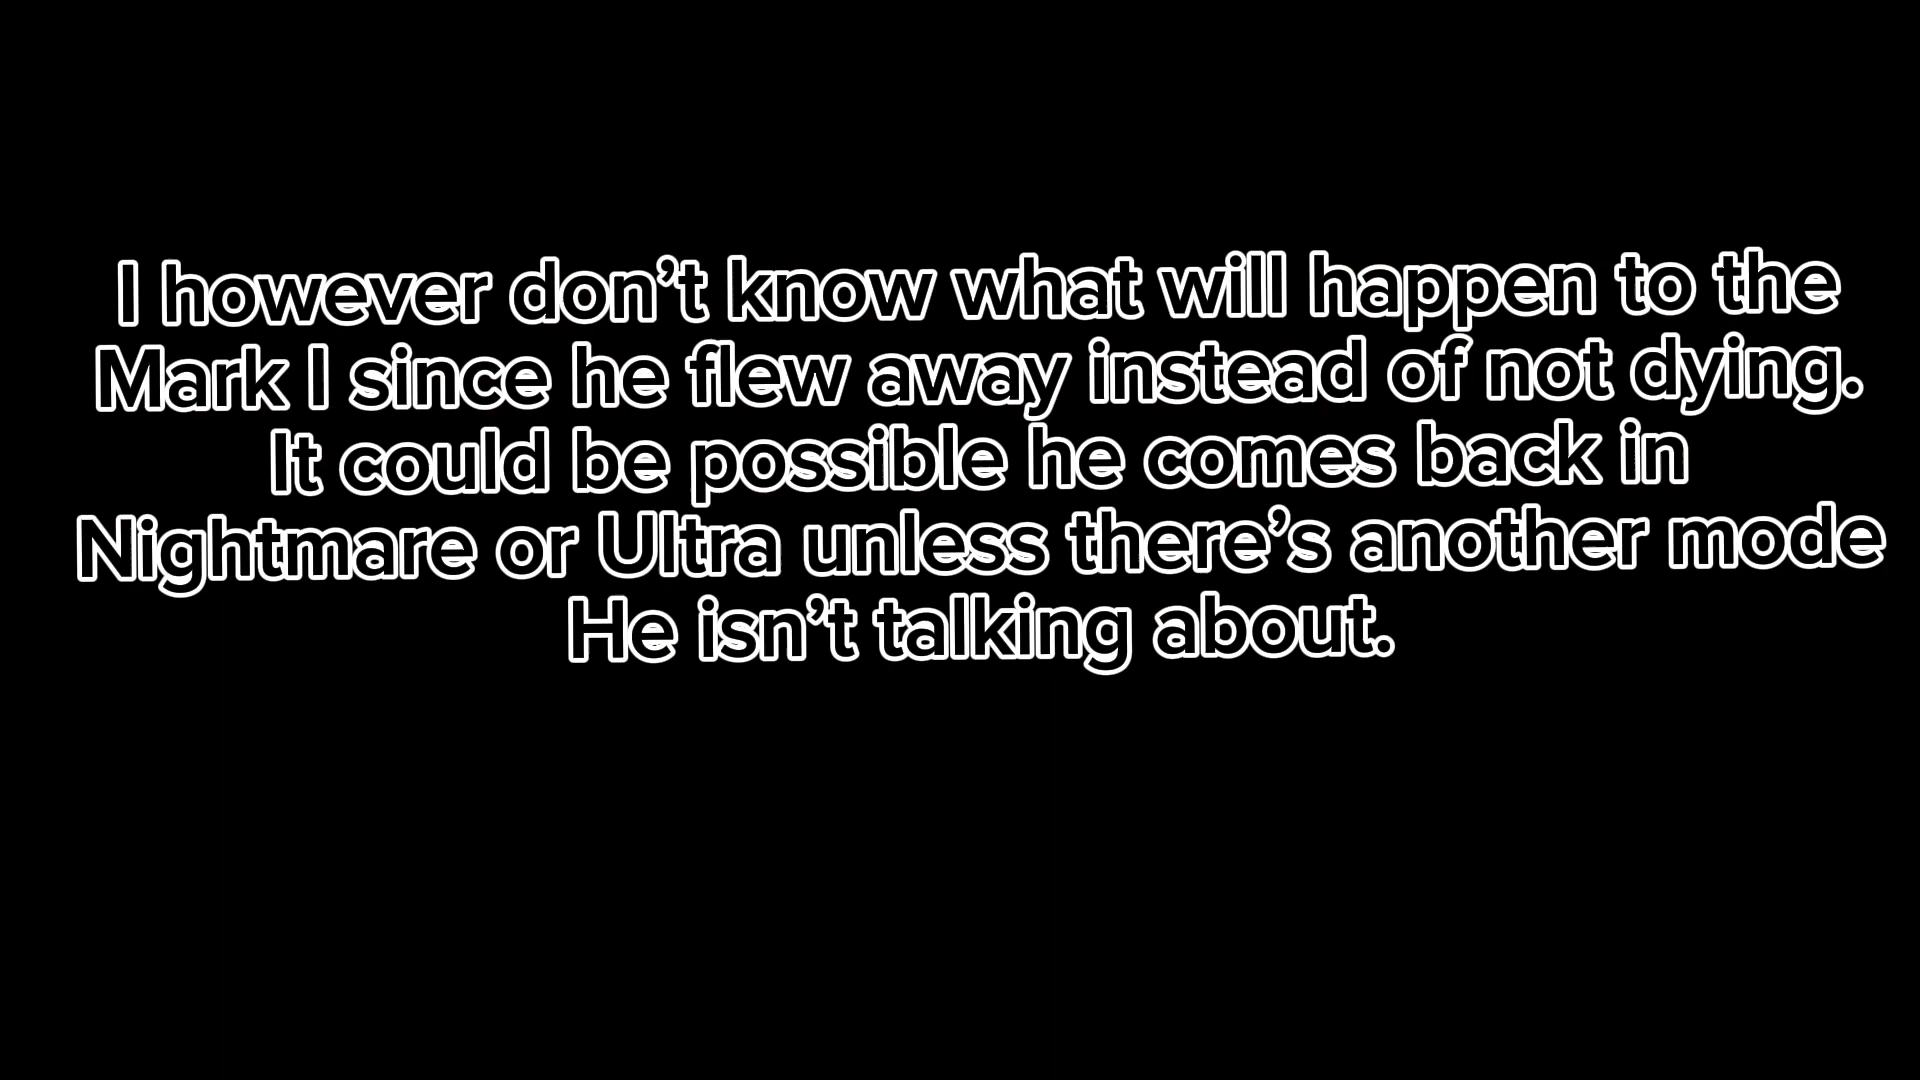 I however don’t know what will happen to the
Mark I since he flew away instead of not dying.
It could be possible he comes back in
Nightmare or Ultra unless there’s another mode
He isn’t talking about.